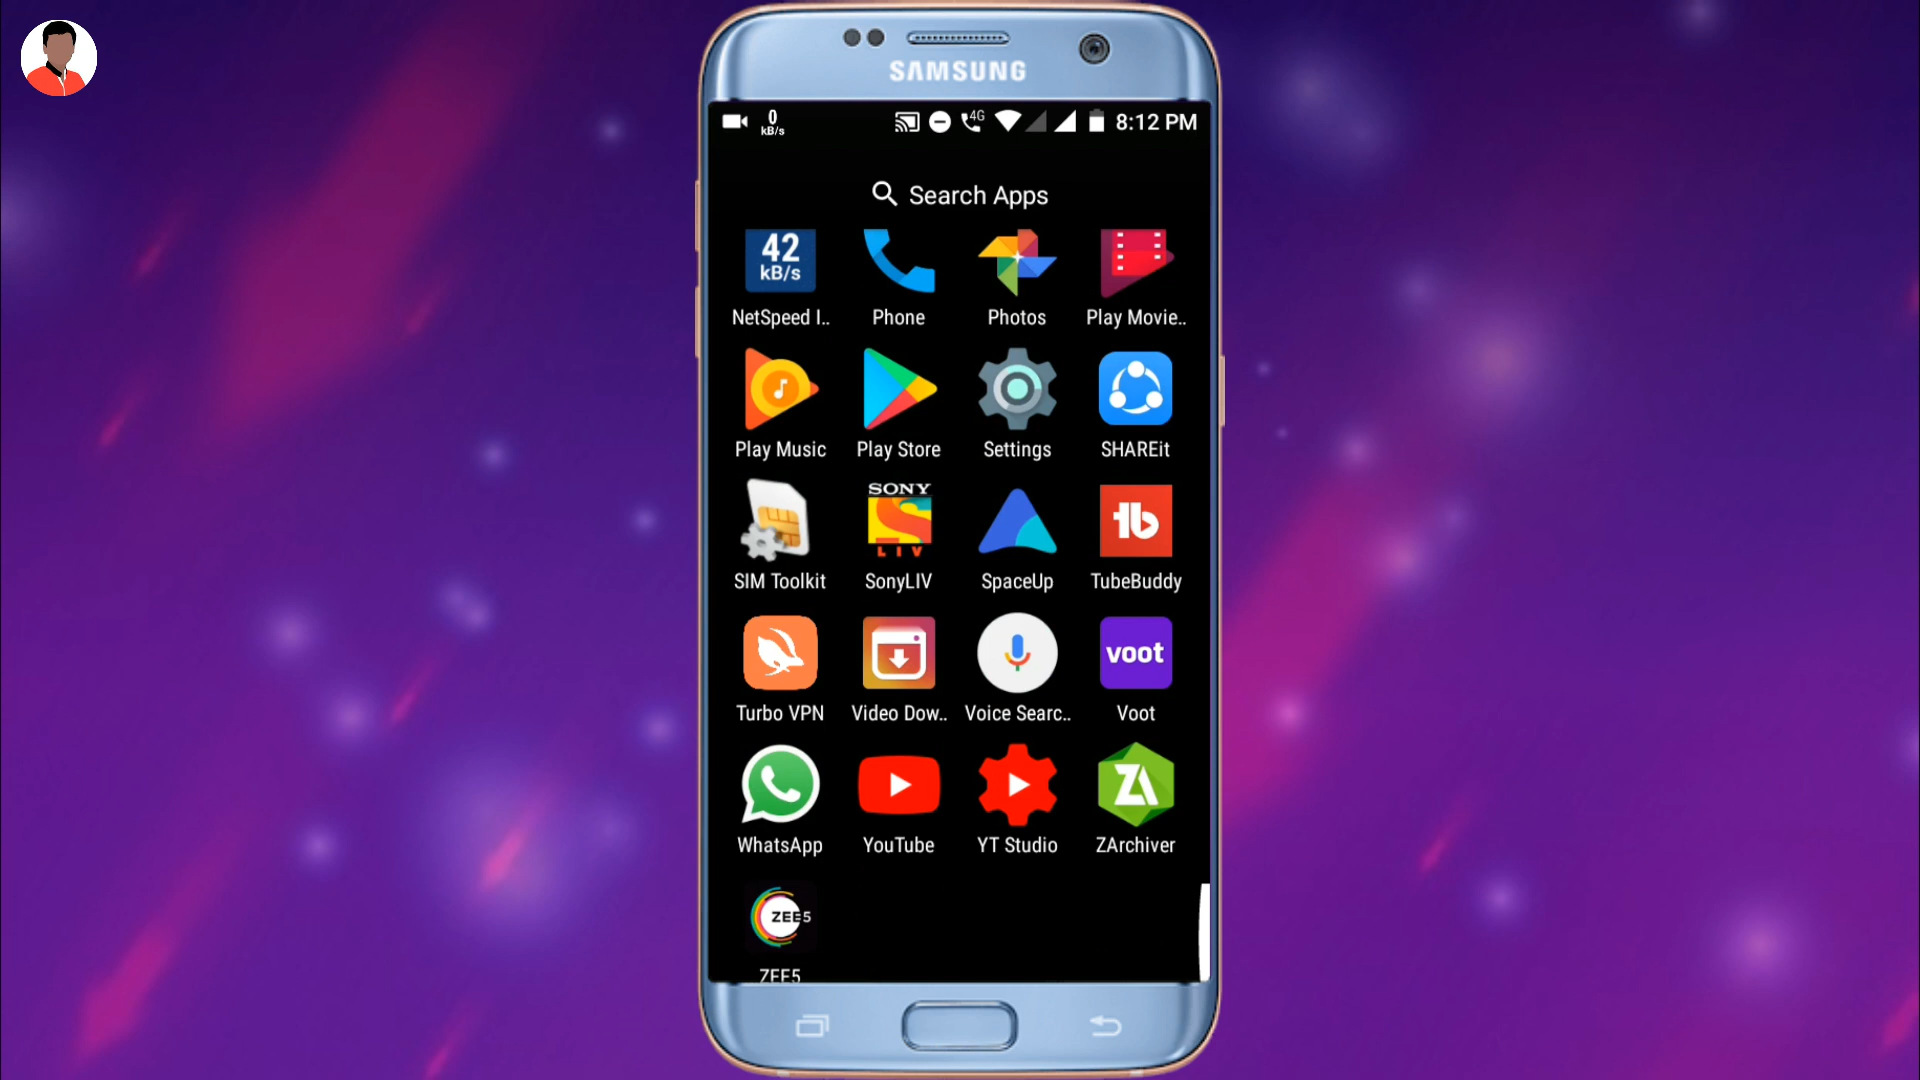 SAMSUNG
0 kB/s 4G 8:12 PM
Search Apps
42 kB/s
NetSpeed I.. Phone Photos Play Movie..
Play Music Play Store Settings SHAREit
SONY
LIV
SIM Toolkit SonyLIV SpaceUp TubeBuddy
voot
Turbo VPN Video Dow.. Voice Searc.. Voot
ZA
WhatsApp YouTube YT Studio ZArchiver
ZEE5
ZEE5